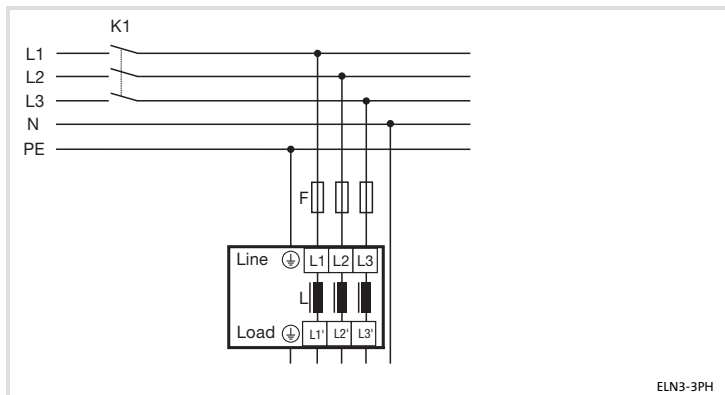 K1
L1
L2
L3
N
PE
F
Line L1 L2 L3
L
Load L1' L2' L3'
ELN3-3PH